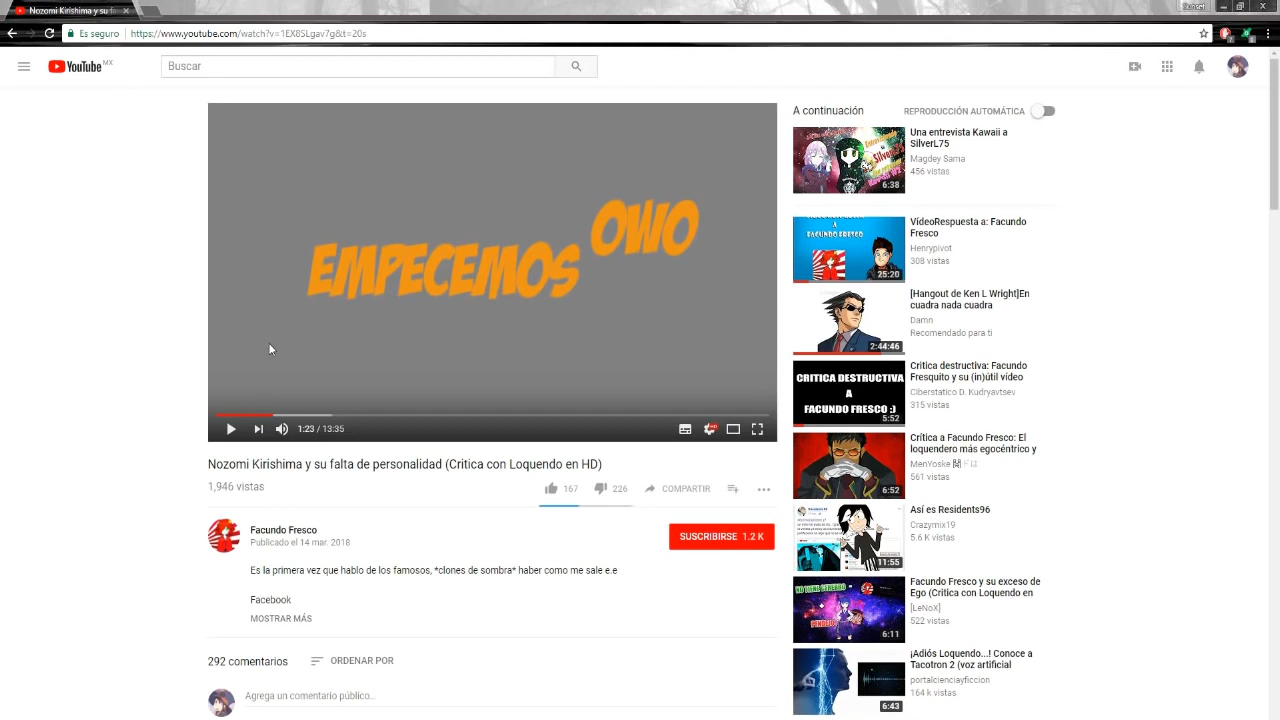 Nozomi Kirishima y su f
Sunset
Es seguro
https://www.youtube.com/watch?v=1EX8SLgav7g&t=20s
YouTube MX
Buscar
EMPECEMOS OWO
1:23 / 13:35
HD
Nozomi Kirishima y su falta de personalidad (Critica con Loquendo en HD)
1,946 vistas
167
226
COMPARTIR
Facundo Fresco
Publicado el 14 mar. 2018
SUSCRIBIRSE 1.2 K
Es la primera vez que hablo de los famosos, *clones de sombra* haber como me sale e.e
Facebook
MOSTRAR MÁS
292 comentarios
ORDENAR POR
Agrega un comentario público...
A continuación
REPRODUCCIÓN AUTOMÁTICA
6:38
Una entrevista Kawaii a
SilverL75
Magdey Sama
456 vistas
A
FACUNDO FRESCO
25:20
VídeoRespuesta a: Facundo
Fresco
Henrypivot
308 vistas
2:44:46
[Hangout de Ken L Wright]En
cuadra nada cuadra
Damn
Recomendado para ti
CRITICA DESTRUCTIVA
A
FACUNDO FRESCO :)
5:52
Critica destructiva: Facundo
Fresquito y su (in)útil vídeo
Ciberstatico D. Kudryavtsev
315 vistas
6:52
Crítica a Facundo Fresco: El
loquendero más egocéntrico y
MenYoske
561 vistas
11:55
Así es Residents96
Crazymix19
5.6 K vistas
6:11
Facundo Fresco y su exceso de
Ego (Critica con Loquendo en
[LeNoX]
522 vistas
6:43
¡Adiós Loquendo...! Conoce a
Tacotron 2 (voz artificial
portalcienciayficcion
164 k vistas